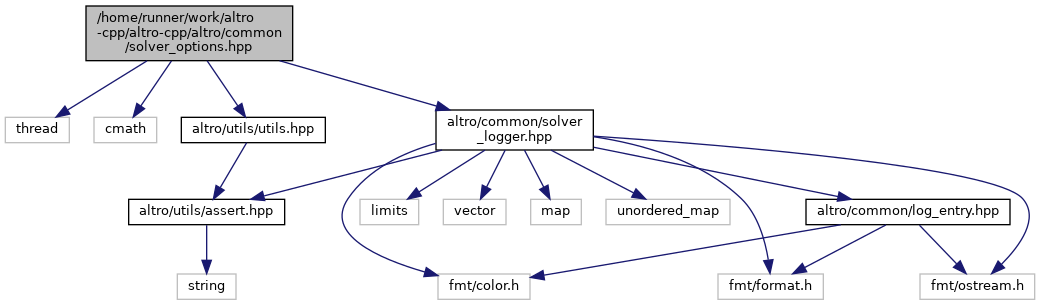 /home/runner/work/altro
-cpp/altro-cpp/altro/common
/solver_options.hpp
thread
cmath
altro/utils/utils.hpp
altro/common/solver
_logger.hpp
altro/utils/assert.hpp
limits
vector
map
unordered_map
altro/common/log_entry.hpp
string
fmt/color.h
fmt/format.h
fmt/ostream.h